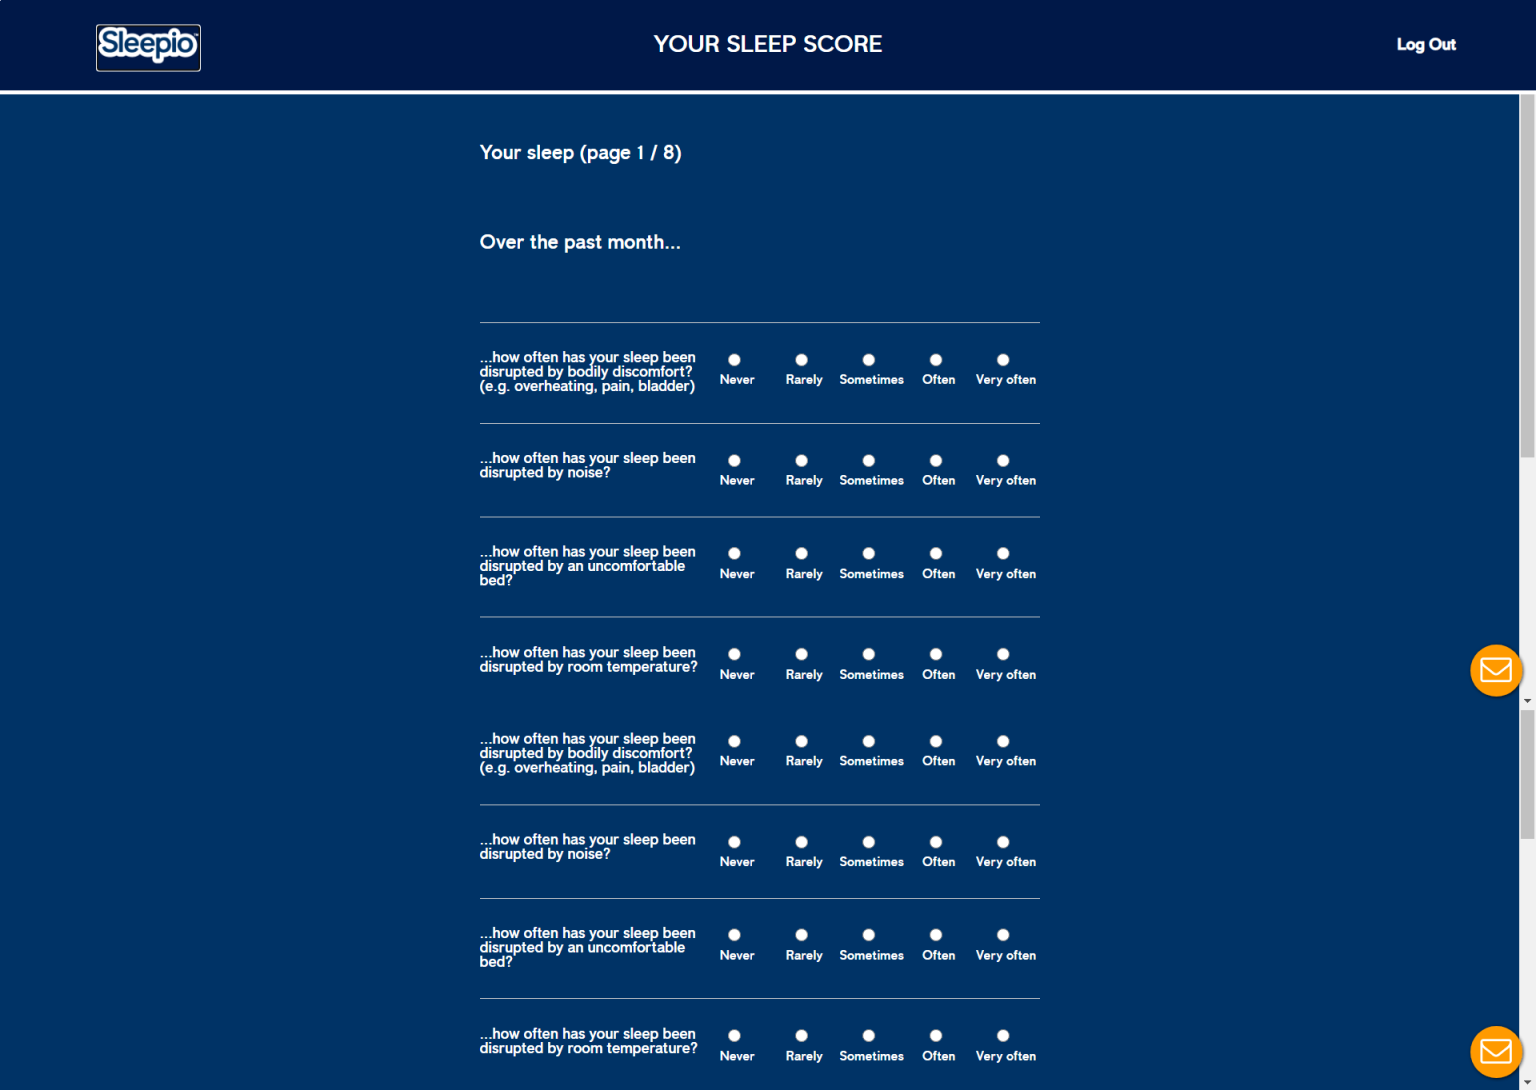 Sleepio™
YOUR SLEEP SCORE
Log Out
Your sleep (page 1 / 8)
Over the past month...
...how often has your sleep been
disrupted by bodily discomfort?
(e.g. overheating, pain, bladder)
Never Rarely Sometimes Often Very often
...how often has your sleep been
disrupted by noise?
Never Rarely Sometimes Often Very often
...how often has your sleep been
disrupted by an uncomfortable
bed?
Never Rarely Sometimes Often Very often
...how often has your sleep been
disrupted by room temperature?
Never Rarely Sometimes Often Very often
...how often has your sleep been
disrupted by bodily discomfort?
(e.g. overheating, pain, bladder)
Never Rarely Sometimes Often Very often
...how often has your sleep been
disrupted by noise?
Never Rarely Sometimes Often Very often
...how often has your sleep been
disrupted by an uncomfortable
bed?
Never Rarely Sometimes Often Very often
...how often has your sleep been
disrupted by room temperature?
Never Rarely Sometimes Often Very often